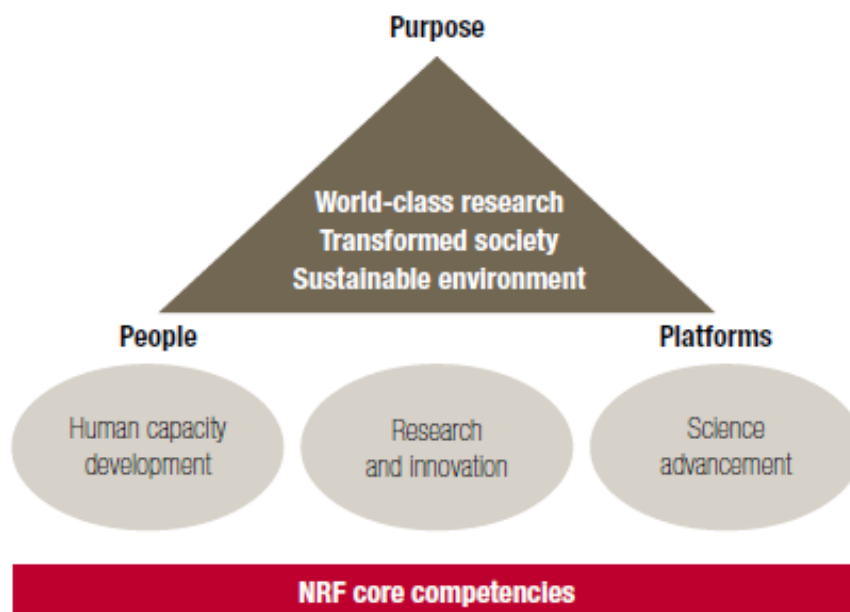 Purpose
World-class research
Transformed society
Sustainable environment
People
Platforms
Human capacity
development
Research
and innovation
Science
advancement
NRF core competencies